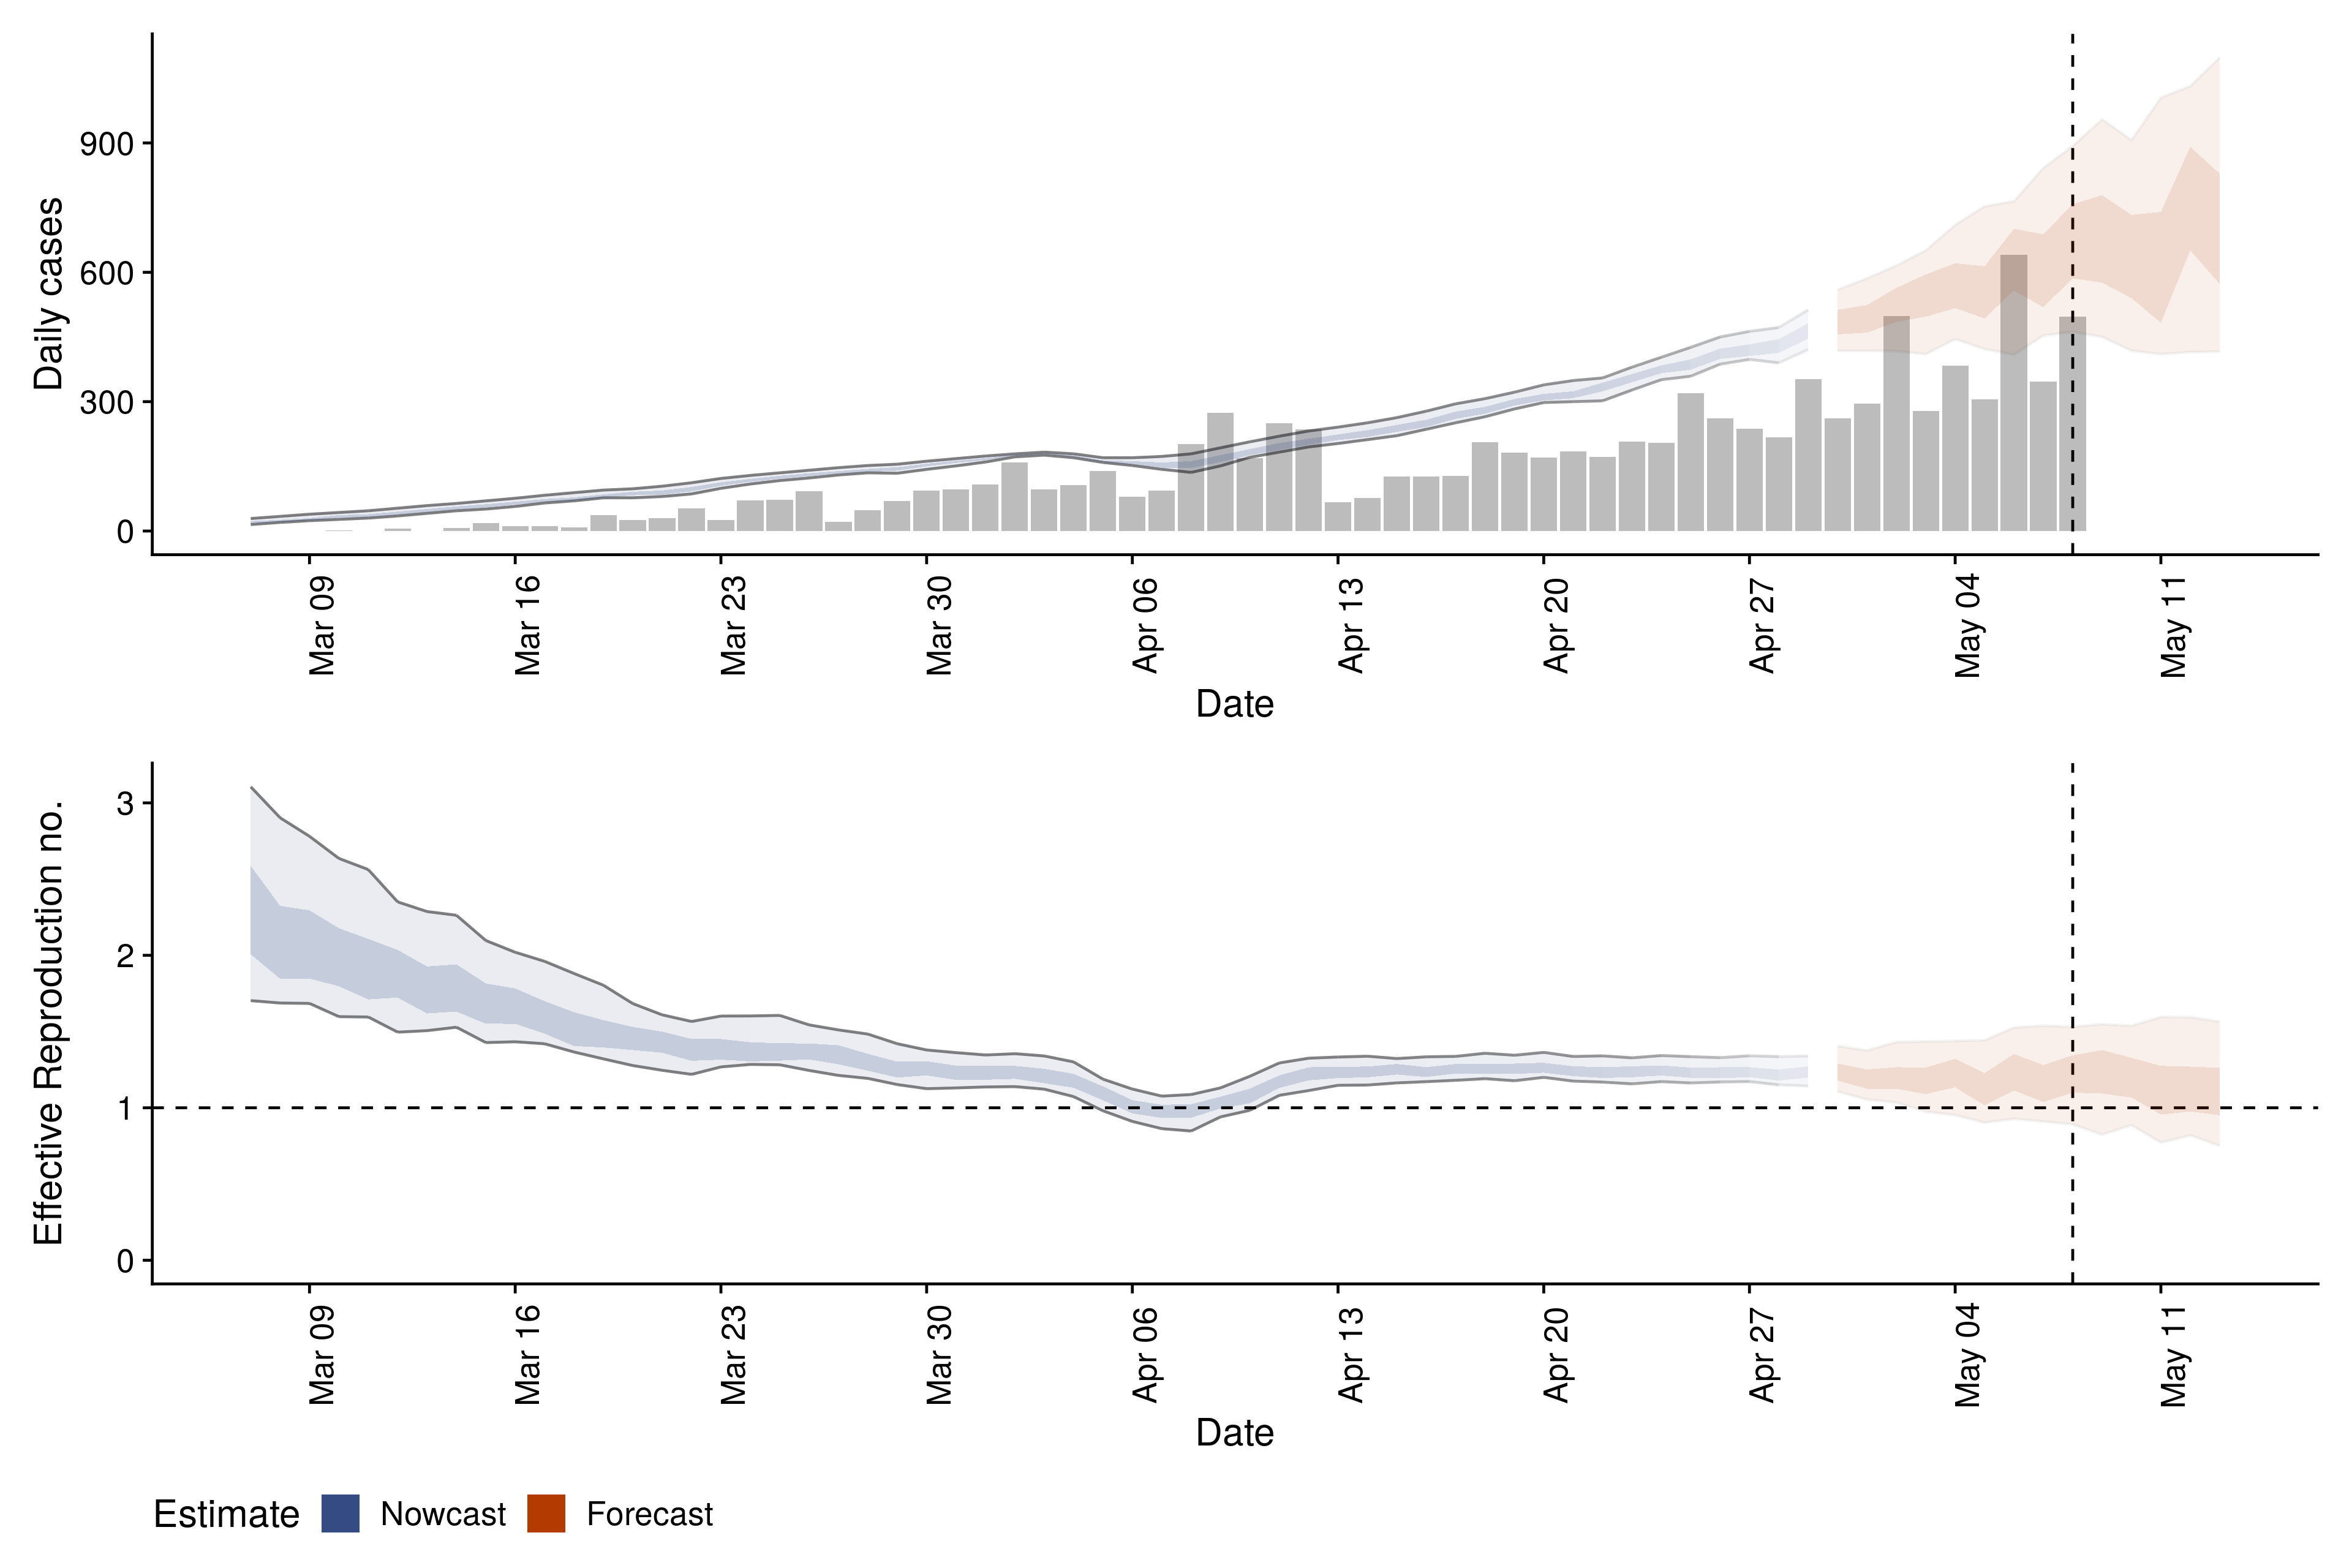 Daily cases
900
600
300
0
Mar 09
Mar 16
Mar 23
Mar 30
Apr 06
Apr 13
Apr 20
Apr 27
May 04
May 11
Date
Effective Reproduction no.
3
2
1
0
Mar 09
Mar 16
Mar 23
Mar 30
Apr 06
Apr 13
Apr 20
Apr 27
May 04
May 11
Date
Estimate Nowcast Forecast